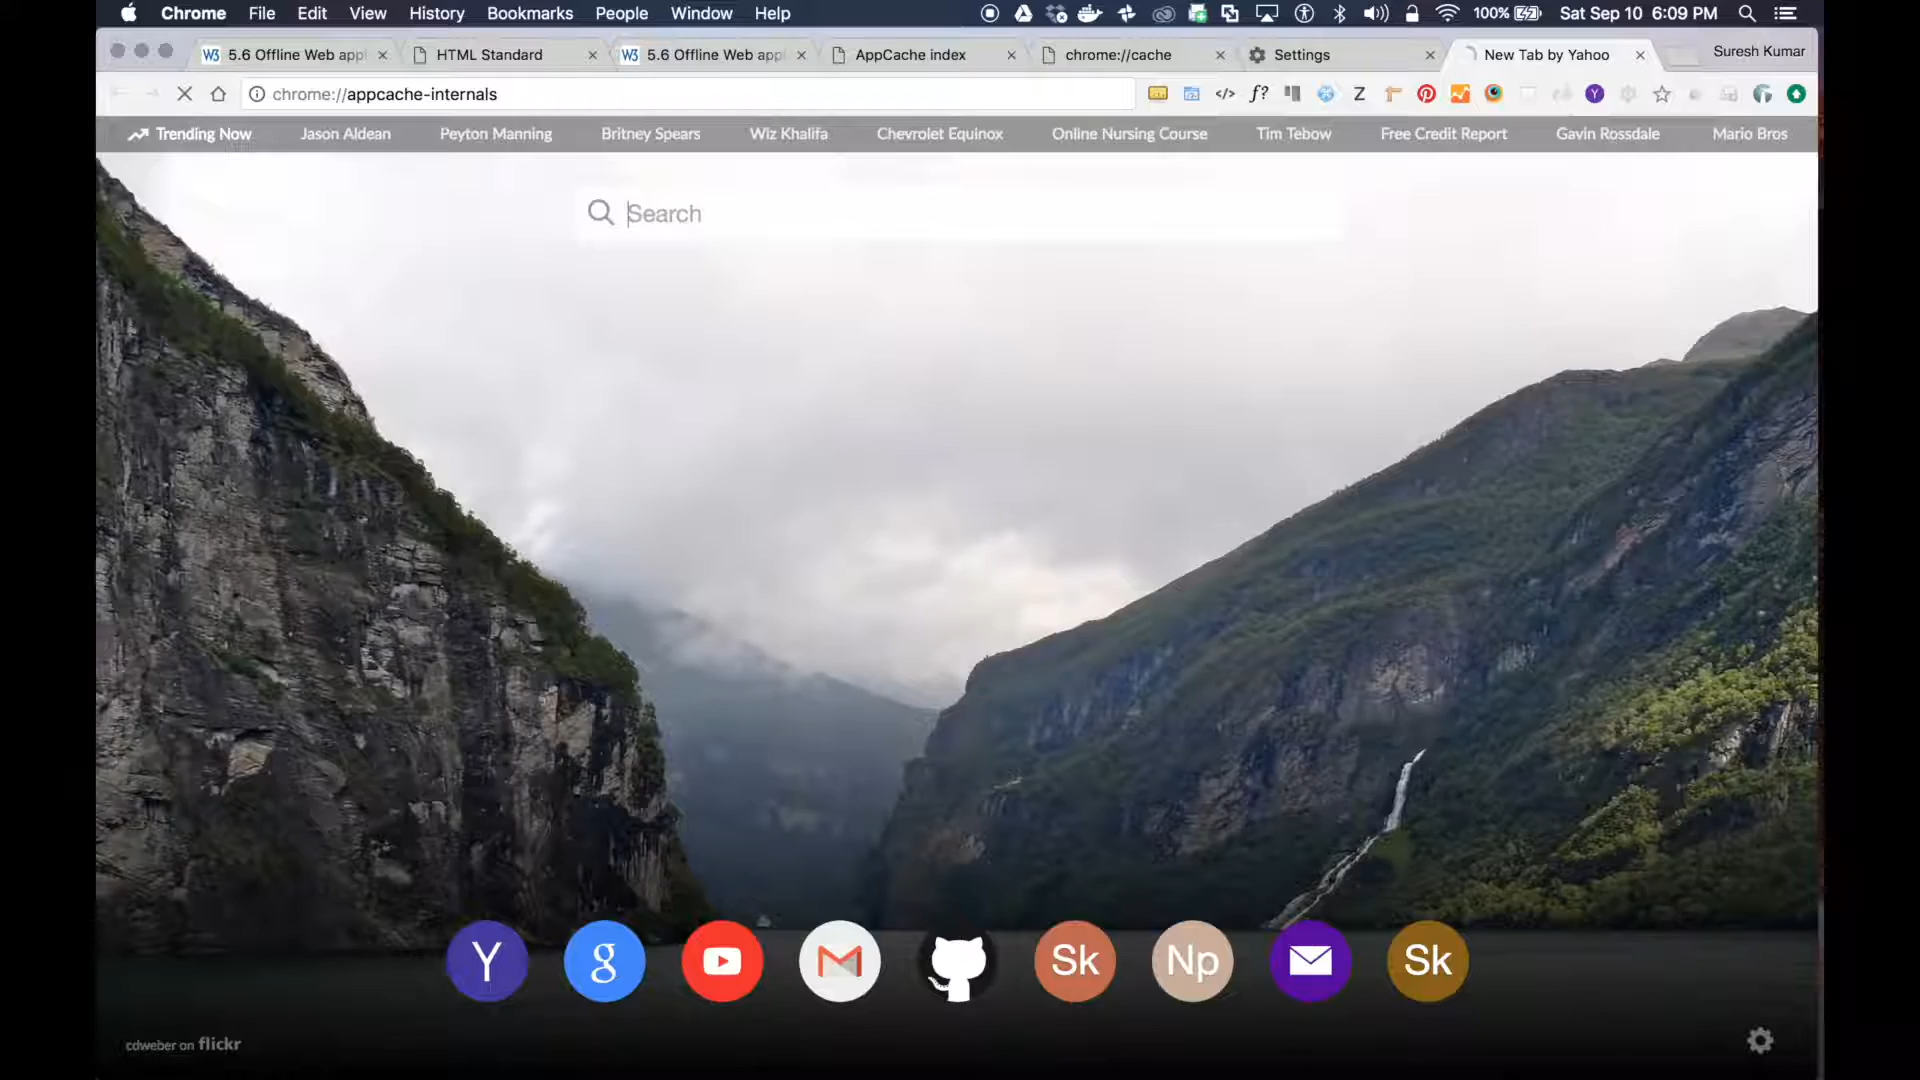 Chrome File Edit View History Bookmarks People Window Help 100% Sat Sep 10 6:09 PM
W3 5.6 Offline Web appl HTML Standard W3 5.6 Offline Web appl AppCache index chrome://cache Settings New Tab by Yahoo Suresh Kumar
chrome://appcache-internals </> f? Z Y
Trending Now Jason Aldean Peyton Manning Britney Spears Wiz Khalifa Chevrolet Equinox Online Nursing Course Tim Tebow Free Credit Report Gavin Rossdale Mario Bros
Search
Y g Sk Np Sk
cdweber on flickr